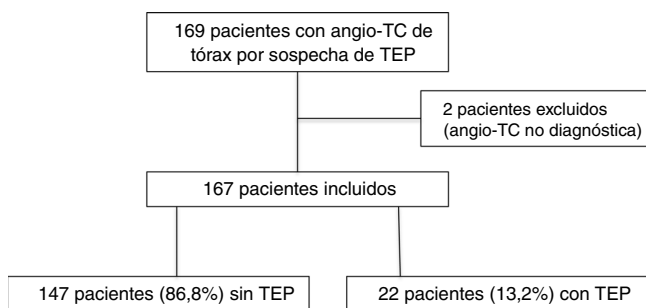 169 pacientes con angio-TC de
tórax por sospecha de TEP
2 pacientes excluidos
(angio-TC no diagnóstica)
167 pacientes incluidos
147 pacientes (86,8%) sin TEP
22 pacientes (13,2%) con TEP